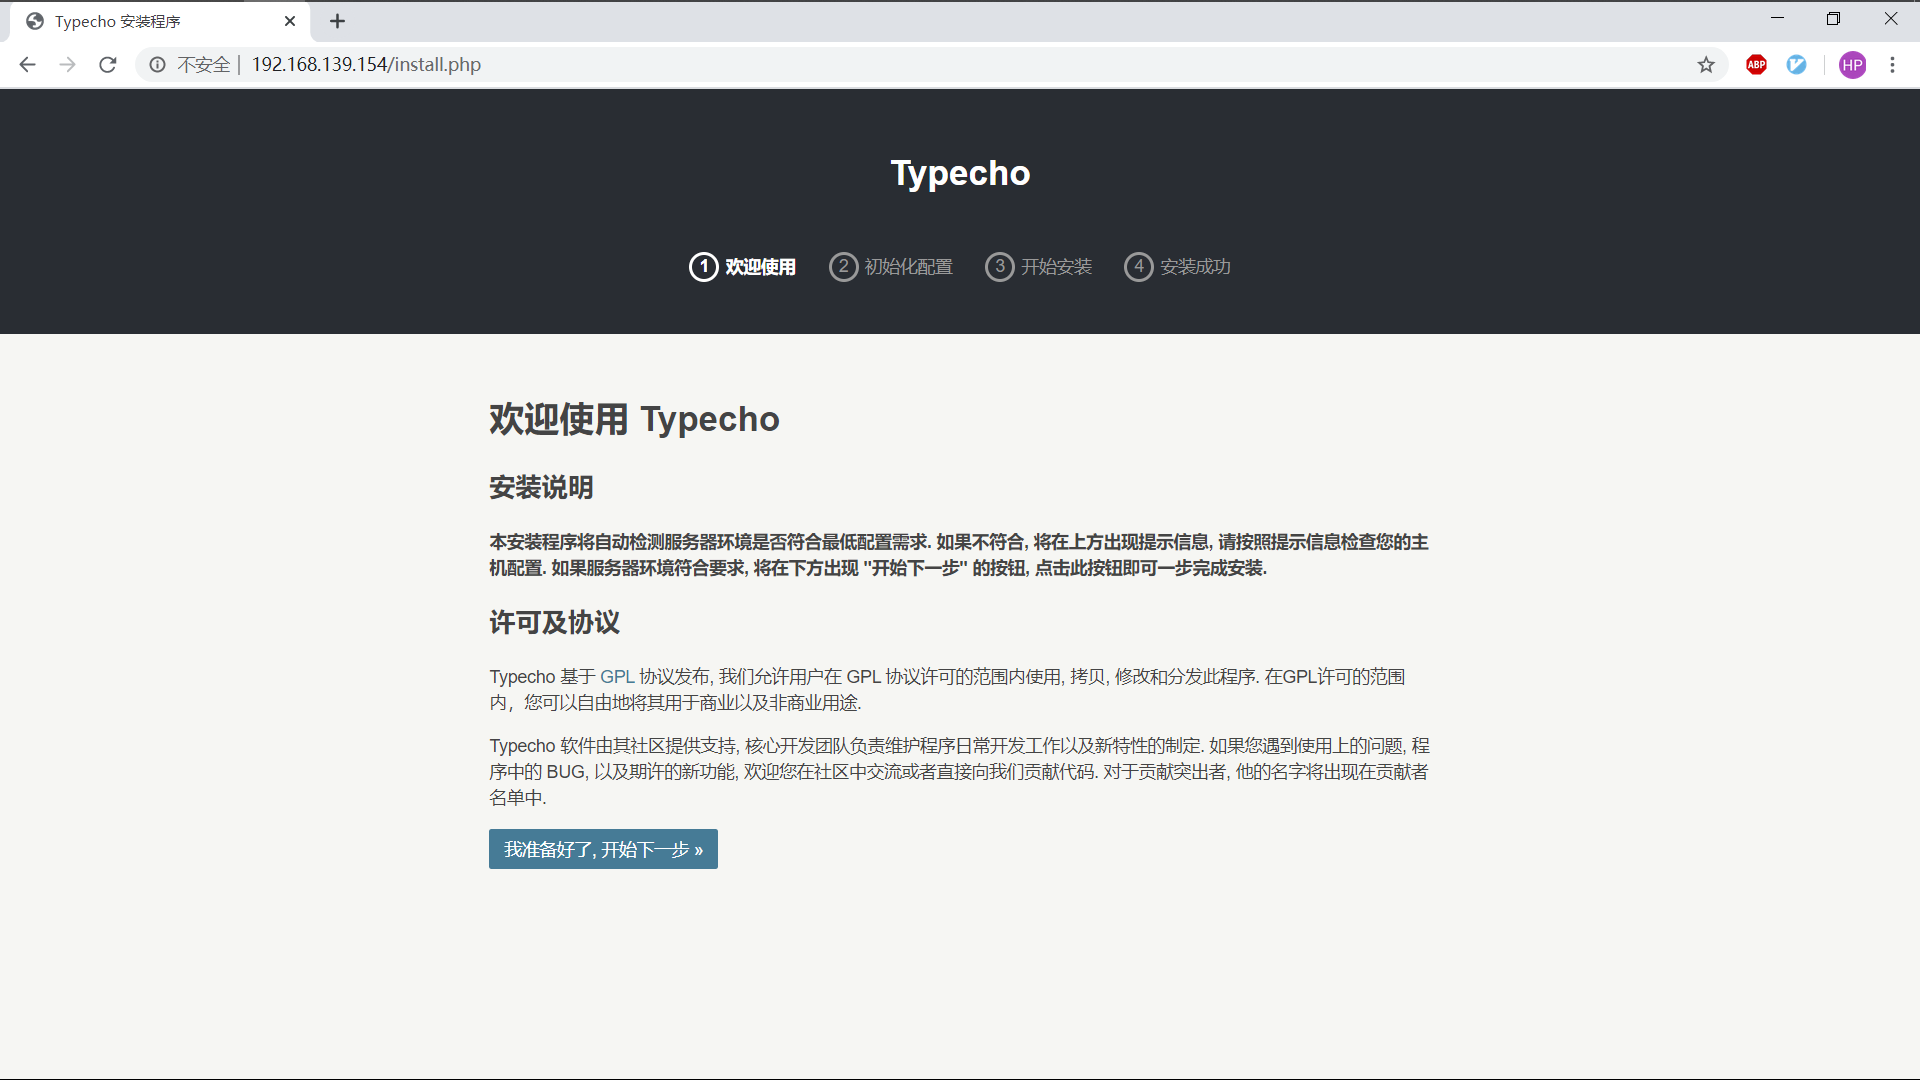 Typecho 安装程序
不安全 | 192.168.139.154/install.php
ABP
HP
Typecho
1 欢迎使用 2 初始化配置 3 开始安装 4 安装成功
欢迎使用 Typecho
安装说明
本安装程序将自动检测服务器环境是否符合最低配置需求. 如果不符合, 将在上方出现提示信息, 请按照提示信息检查您的主
机配置. 如果服务器环境符合要求, 将在下方出现 "开始下一步" 的按钮, 点击此按钮即可一步完成安装.
许可及协议
Typecho 基于 GPL 协议发布, 我们允许用户在 GPL 协议许可的范围内使用, 拷贝, 修改和分发此程序. 在GPL许可的范围
内，您可以自由地将其用于商业以及非商业用途.
Typecho 软件由其社区提供支持, 核心开发团队负责维护程序日常开发工作以及新特性的制定. 如果您遇到使用上的问题, 程
序中的 BUG, 以及期许的新功能, 欢迎您在社区中交流或者直接向我们贡献代码. 对于贡献突出者, 他的名字将出现在贡献者
名单中.
我准备好了, 开始下一步 »